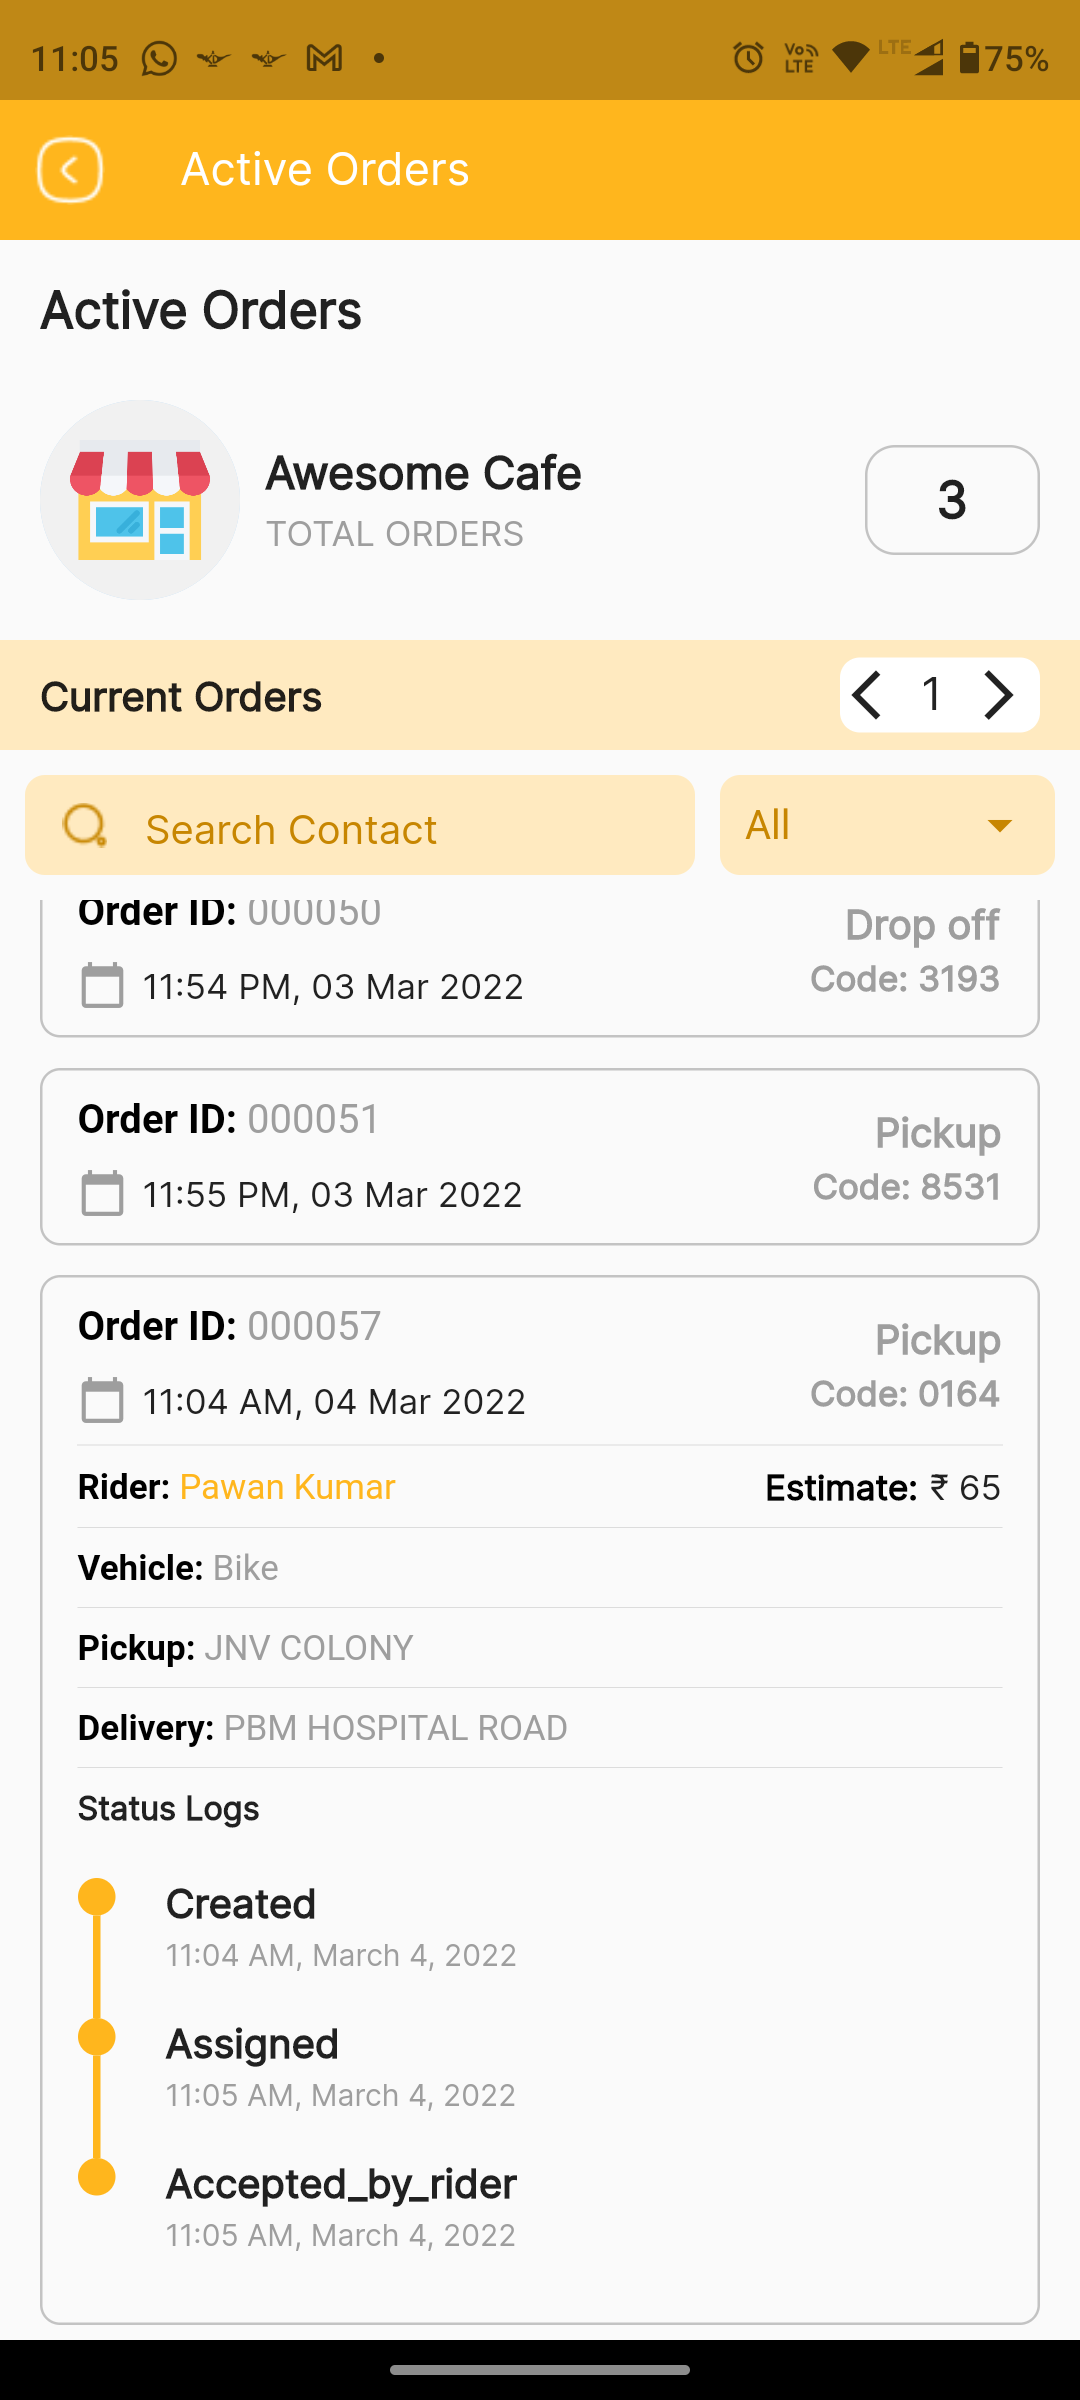 11:05
Vo LTE LTE 75%
Active Orders
Active Orders
Awesome Cafe
TOTAL ORDERS
3
Current Orders
1
Search Contact
All
Order ID: 000050
Drop off
11:54 PM, 03 Mar 2022
Code: 3193
Order ID: 000051
Pickup
11:55 PM, 03 Mar 2022
Code: 8531
Order ID: 000057
Pickup
11:04 AM, 04 Mar 2022
Code: 0164
Rider: Pawan Kumar
Estimate: ₹ 65
Vehicle: Bike
Pickup: JNV COLONY
Delivery: PBM HOSPITAL ROAD
Status Logs
Created
11:04 AM, March 4, 2022
Assigned
11:05 AM, March 4, 2022
Accepted_by_rider
11:05 AM, March 4, 2022